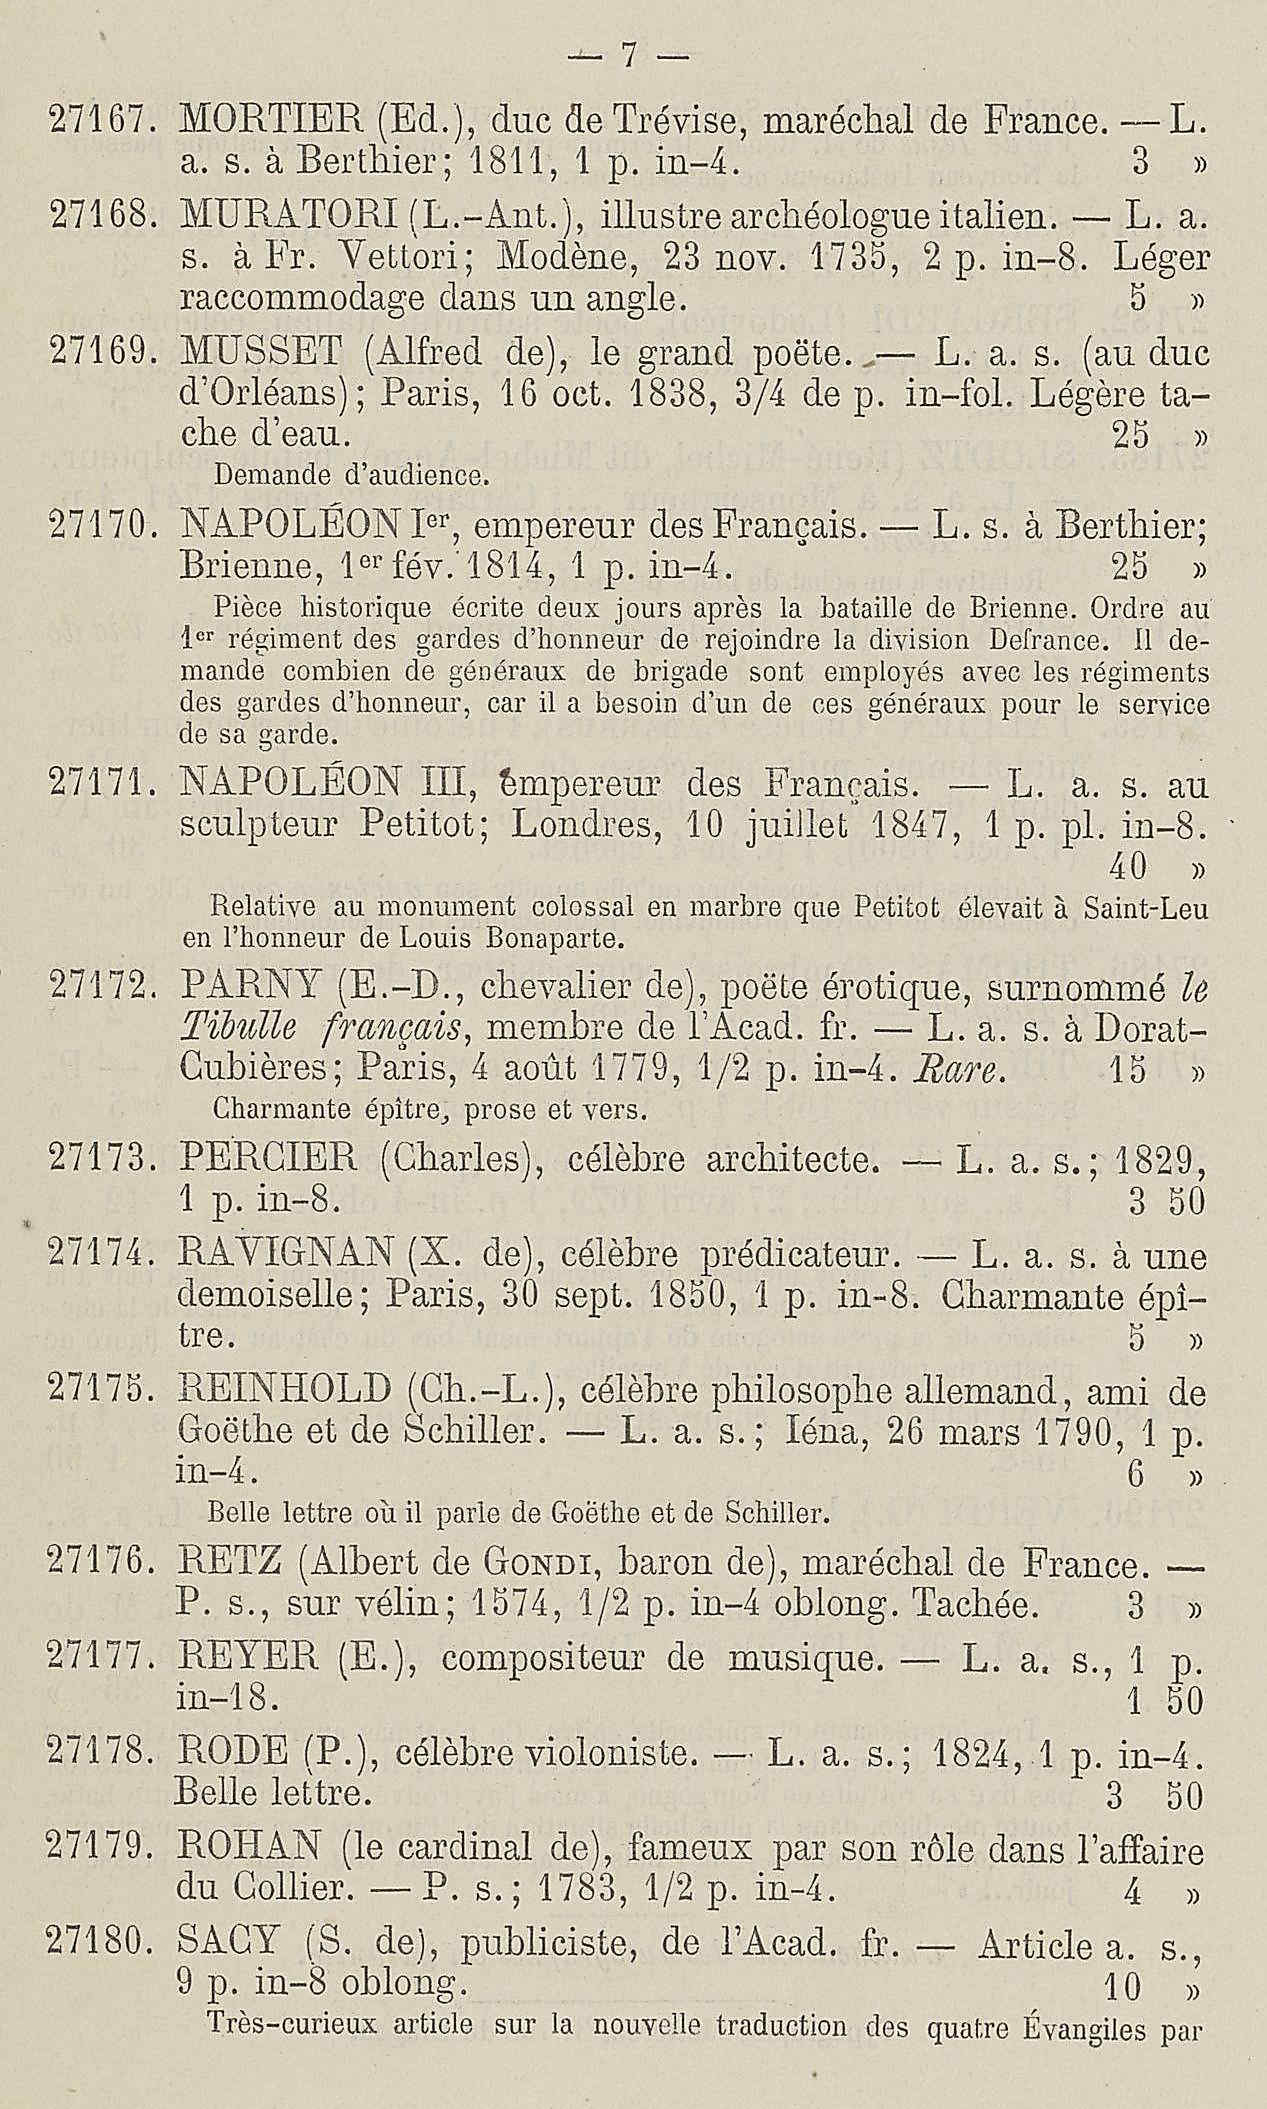 — 7 —
27167. MORTIER (Ed.), duc de Trévise, maréchal de France. — L.
a. s. à Berthier; 1811, 1 p. in-4. 3 »
27168. MURATORI (L.-Ant.), illustre archéologue italien. — L. a.
s. à Fr. Vettori; Modène, 23 nov. 1735, 2 p. in-8. Léger
raccommodage dans un angle. 5 »
27169. MUSSET (Alfred de), le grand poëte. — L. a. s. (au duc
d'Orléans); Paris, 16 oct. 1838, 3/4 de p. in-fol. Légère ta-
che d'eau. 25 »
Demande d'audience.
27170. NAPOLÉON Ier, empereur des Français. — L. s. à Berthier;
Brienne, 1er fév. 1814, 1 p. in-4. 25 »
Pièce historique écrite deux jours après la bataille de Brienne. Ordre au
1er régiment des gardes d'honneur de rejoindre la division Defrance. Il de-
mande combien de généraux de brigade sont employés avec les régiments
des gardes d'honneur, car il a besoin d'un de ces généraux pour le service
de sa garde.
27171. NAPOLÉON III, empereur des Français. — L. a. s. au
sculpteur Petitot; Londres, 10 juillet 1847, 1 p. pl. in-8.
40 »
Relative au monument colossal en marbre que Petitot élevait à Saint-Leu
en l'honneur de Louis Bonaparte.
27172. PARNY (E.-D., chevalier de), poëte érotique, surnommé le
Tibulle français, membre de l'Acad. fr. — L. a. s. à Dorat-
Cubières; Paris, 4 août 1779, 1/2 p. in-4. Rare. 15 »
Charmante épître, prose et vers.
27173. PERCIER (Charles), célèbre architecte. — L. a. s.; 1829,
1 p. in-8. 3 50
27174. RAVIGNAN (X. de), célèbre prédicateur. — L. a. s. à une
demoiselle; Paris, 30 sept. 1850, 1 p. in-8. Charmante épî-
tre. 5 »
27175. REINHOLD (Ch.-L.), célèbre philosophe allemand, ami de
Goëthe et de Schiller. — L. a. s.; Iéna, 26 mars 1790, 1 p.
in-4. 6 »
Belle lettre où il parle de Goëthe et de Schiller.
27176. RETZ (Albert de GONDI, baron de), maréchal de France. —
P. s., sur vélin; 1574, 1/2 p. in-4 oblong. Tachée. 3 »
27177. REYER (E.), compositeur de musique. — L. a. s., 1 p.
in-18. 1 50
27178. RODE (P.), célèbre violoniste. — L. a. s.; 1824, 1 p. in-4.
Belle lettre. 3 50
27179. ROHAN (le cardinal de), fameux par son rôle dans l'affaire
du Collier. — P. s.; 1783, 1/2 p. in-4. 4 »
27180. SACY (S. de), publiciste, de l'Acad. fr. — Article a. s.,
9 p. in-8 oblong. 10 »
Très-curieux article sur la nouvelle traduction des quatre Évangiles par